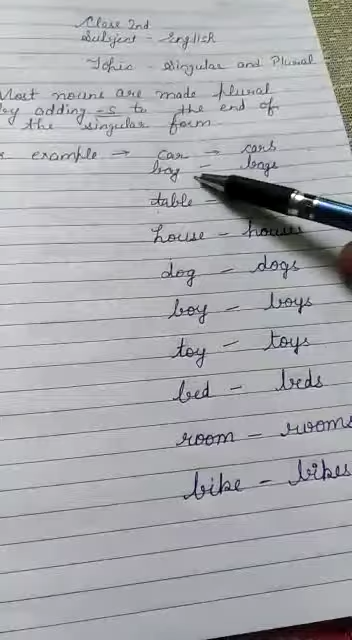 Class 2nd
Subject - English
Topic - Singular and Plural
Most nouns are made plural
by adding -s to the end of
the singular form
example → car → cars
bag - bags
table -
house - houses
dog - dogs
boy - boys
toy - toys
bed - beds
room - rooms
bike - bikes